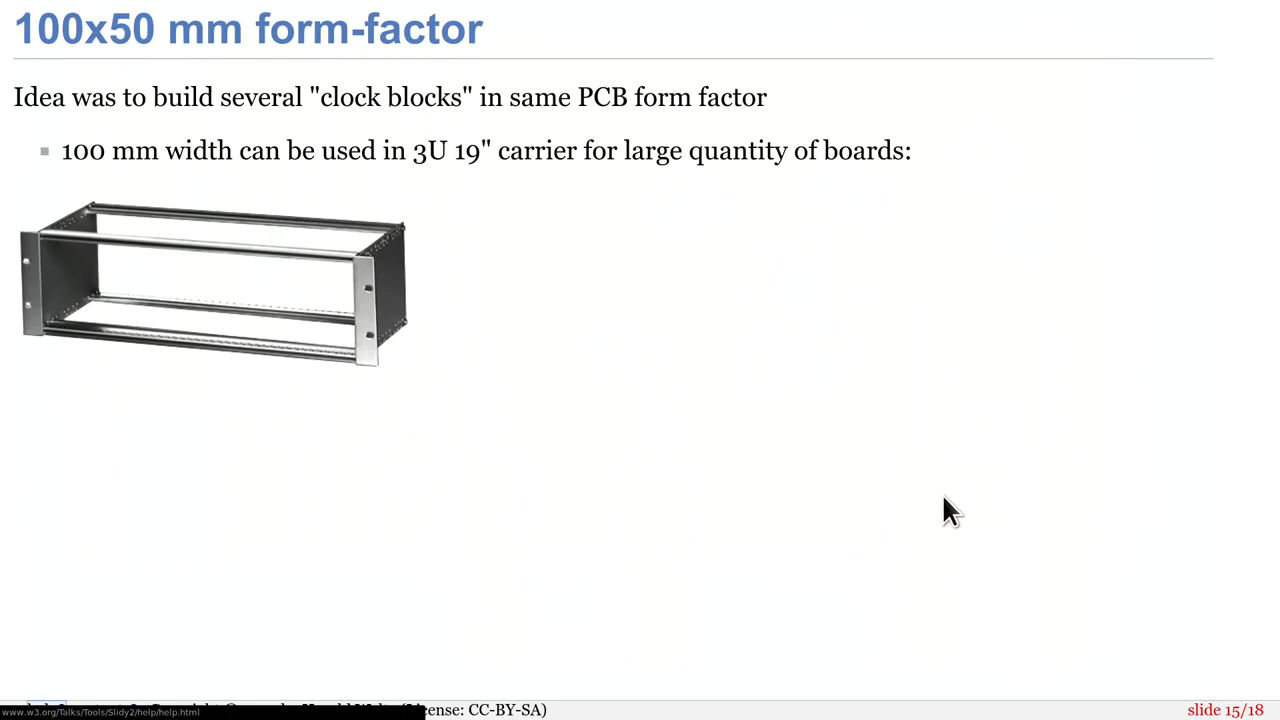 100x50 mm form-factor
Idea was to build several "clock blocks" in same PCB form factor
100 mm width can be used in 3U 19" carrier for large quantity of boards:
www.w3.org/Talks/Tools/Slidy2/help/help.html
License: CC-BY-SA)
slide 15/18